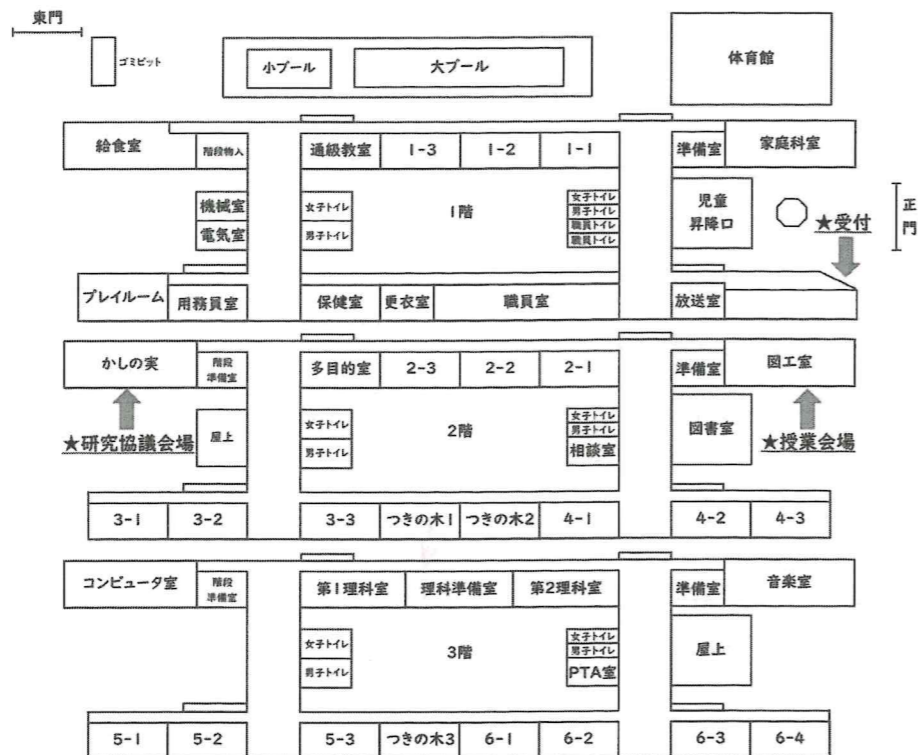 東門
ゴミピット
小プール
大プール
体育館
給食室
階段物入
通級教室
1-3
1-2
1-1
準備室
家庭科室
機械室
電気室
女子トイレ
男子トイレ
1階
女子トイレ
男子トイレ
職員トイレ
職員トイレ
児童
昇降口
★受付
正
門
プレイルーム
用務員室
保健室
更衣室
職員室
放送室
かしの実
階段
準備室
多目的室
2-3
2-2
2-1
準備室
図工室
★研究協議会場
屋上
女子トイレ
男子トイレ
2階
女子トイレ
男子トイレ
相談室
図書室
★授業会場
3-1
3-2
3-3
つきの木1
つきの木2
4-1
4-2
4-3
コンピュータ室
階段
準備室
第1理科室
理科準備室
第2理科室
準備室
音楽室
女子トイレ
男子トイレ
3階
女子トイレ
男子トイレ
PTA室
屋上
5-1
5-2
5-3
つきの木3
6-1
6-2
6-3
6-4